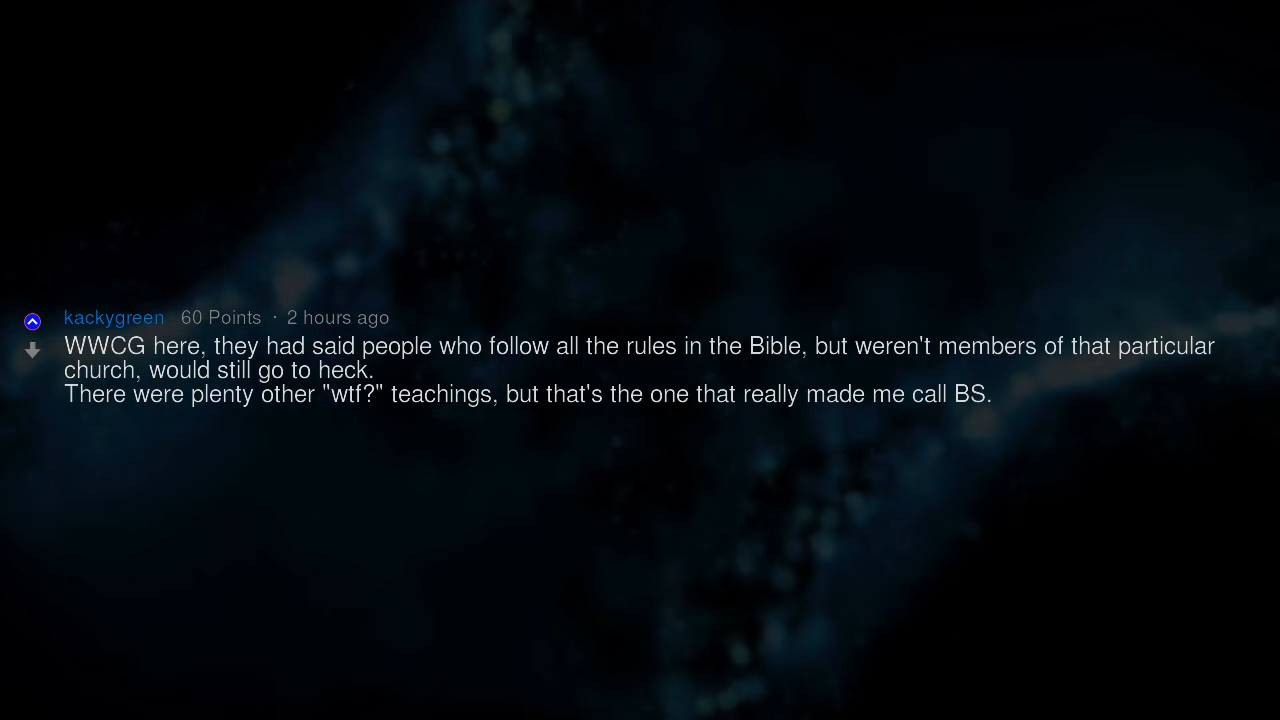 kackygreen 60 Points · 2 hours ago
WWCG here, they had said people who follow all the rules in the Bible, but weren't members of that particular
church, would still go to heck.
There were plenty other "wtf?" teachings, but that's the one that really made me call BS.